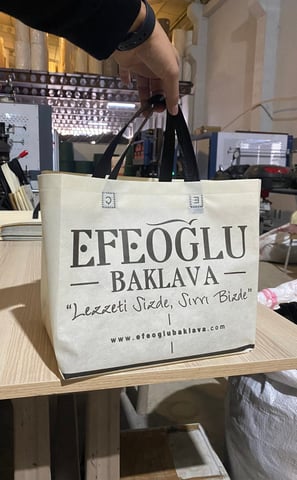 EFEOĞLU
BAKLAVA
"Lezzeti Sizde, Sırrı Bizde"
www.efeoglubaklava.com